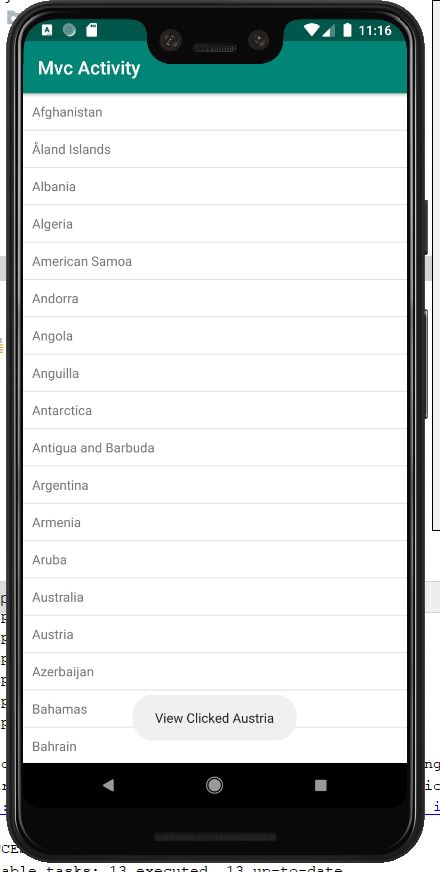 11:16
Mvc Activity
Afghanistan
Åland Islands
Albania
Algeria
American Samoa
Andorra
Angola
Anguilla
Antarctica
Antigua and Barbuda
Argentina
Armenia
Aruba
Australia
Austria
Azerbaijan
Bahamas
View Clicked Austria
Bahrain
able tasks: 13 executed, 13 up-to-date